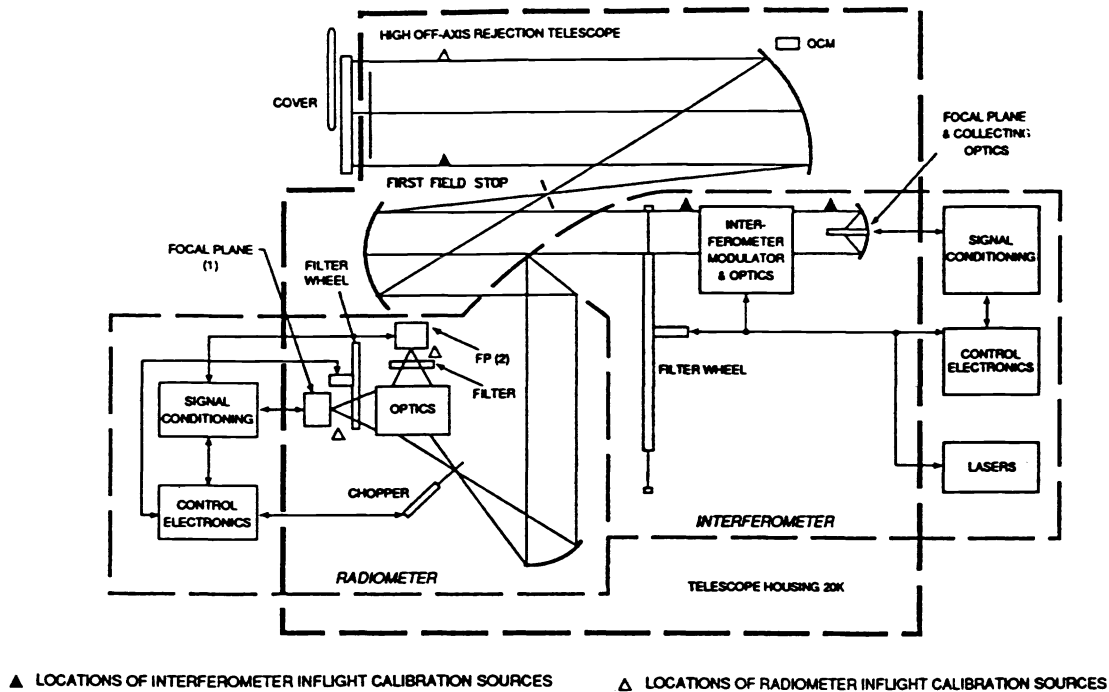 HIGH OFF-AXIS REJECTION TELESCOPE
OCM
COVER
FOCAL PLANE
& COLLECTING
OPTICS
FIRST FIELD STOP
INTER-
FEROMETER
MODULATOR
& OPTICS
SIGNAL
CONDITIONING
FOCAL PLANE
(1)
FILTER
WHEEL
FP (2)
FILTER
OPTICS
FILTER WHEEL
CONTROL
ELECTRONICS
SIGNAL
CONDITIONING
LASERS
CHOPPER
CONTROL
ELECTRONICS
INTERFEROMETER
RADIOMETER
TELESCOPE HOUSING 20K
LOCATIONS OF INTERFEROMETER INFLIGHT CALIBRATION SOURCES
LOCATIONS OF RADIOMETER INFLIGHT CALIBRATION SOURCES